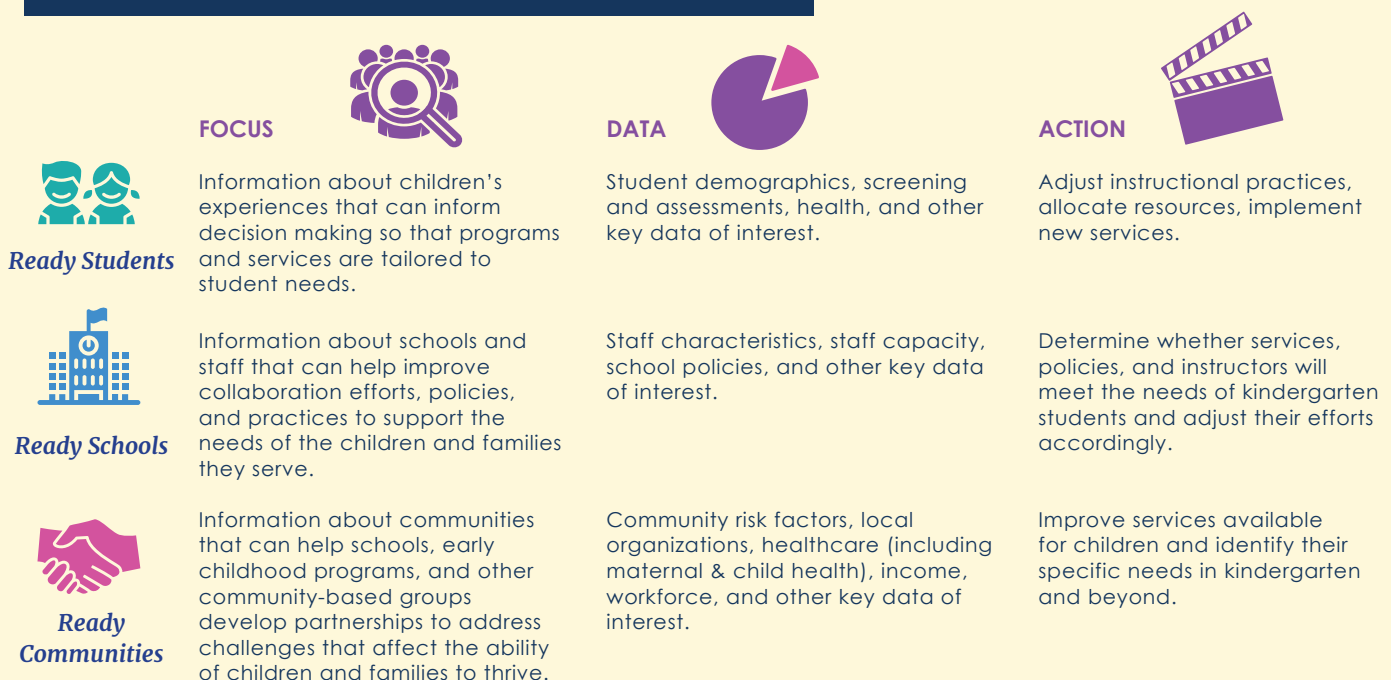 FOCUS
DATA
ACTION
Ready Students
Information about children’s
experiences that can inform
decision making so that programs
and services are tailored to
student needs.
Student demographics, screening
and assessments, health, and other
key data of interest.
Adjust instructional practices,
allocate resources, implement
new services.
Ready Schools
Information about schools and
staff that can help improve
collaboration efforts, policies,
and practices to support the
needs of the children and families
they serve.
Staff characteristics, staff capacity,
school policies, and other key data
of interest.
Determine whether services,
policies, and instructors will
meet the needs of kindergarten
students and adjust their efforts
accordingly.
Ready
Communities
Information about communities
that can help schools, early
childhood programs, and other
community-based groups
develop partnerships to address
challenges that affect the ability
of children and families to thrive.
Community risk factors, local
organizations, healthcare (including
maternal & child health), income,
workforce, and other key data of
interest.
Improve services available
for children and identify their
specific needs in kindergarten
and beyond.